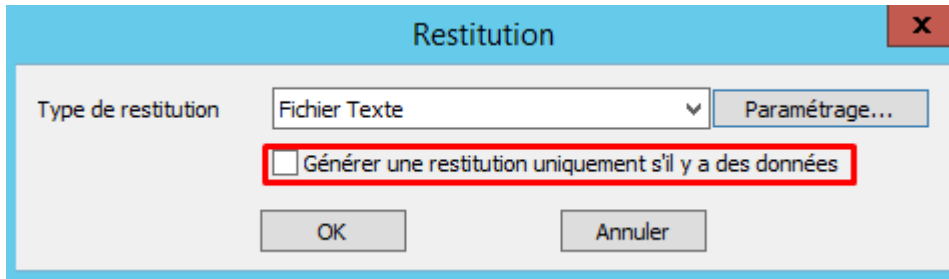 Restitution
x
Type de restitution Fichier Texte Paramétrage...
Générer une restitution uniquement s'il y a des données
OK Annuler